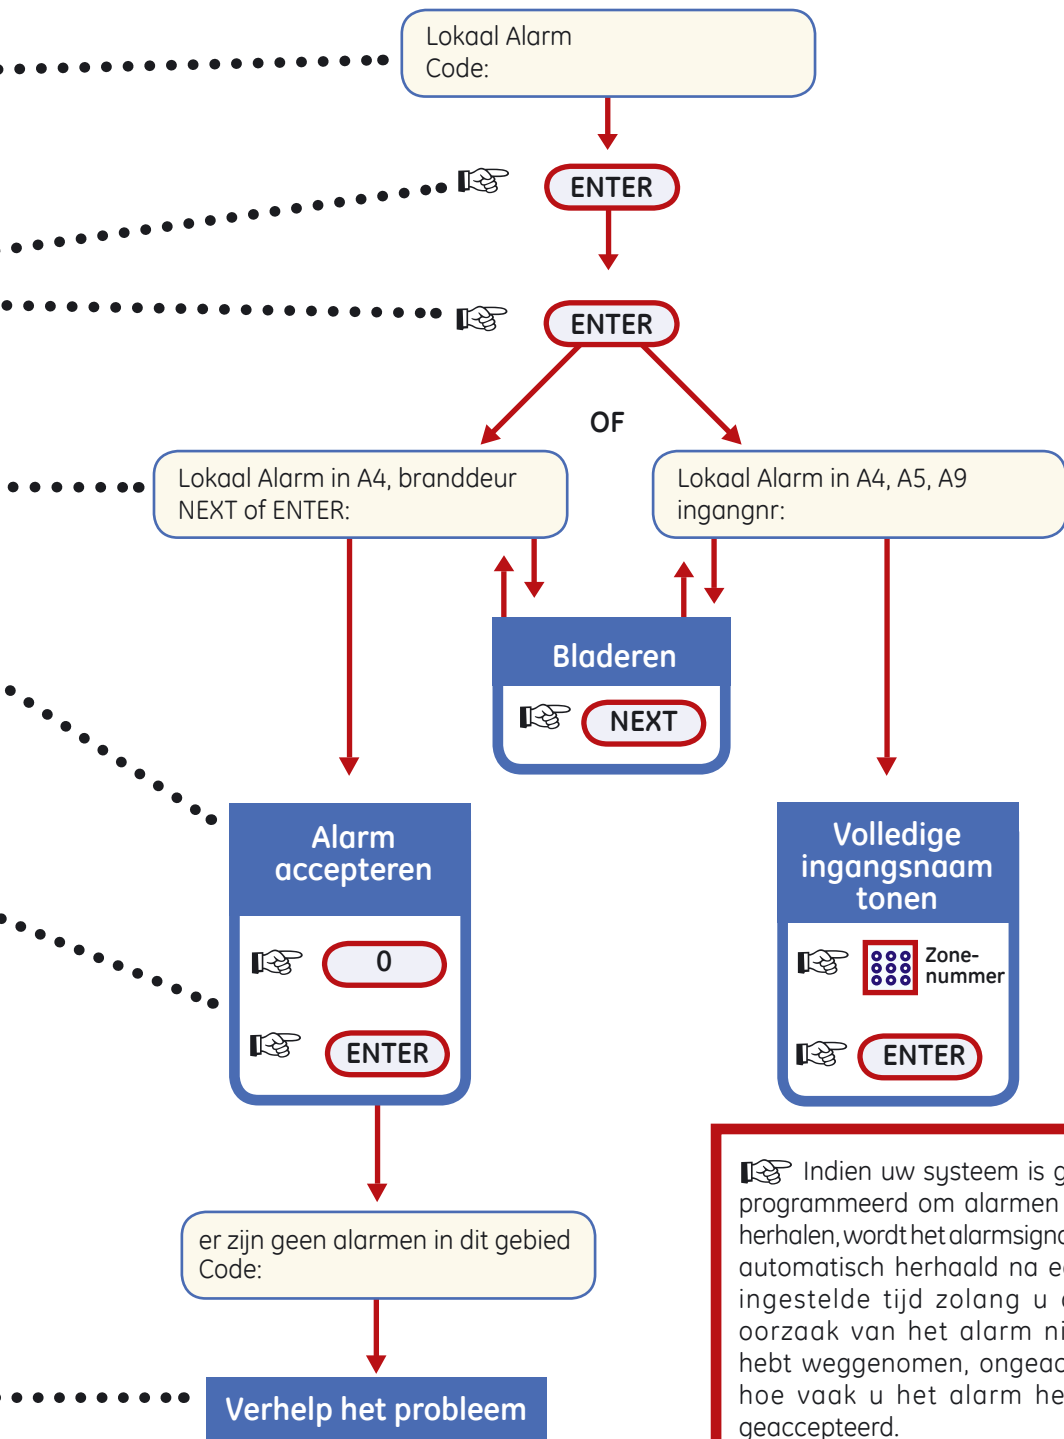 Lokaal Alarm
Code:
ENTER
ENTER
OF
Lokaal Alarm in A4, branddeur
NEXT of ENTER:
Lokaal Alarm in A4, A5, A9
ingangnr:
Bladeren
NEXT
Alarm
accepteren
0
ENTER
Volledige
ingangsnaam
tonen
Zone-
nummer
ENTER
er zijn geen alarmen in dit gebied
Code:
Verhelp het probleem
Indien uw systeem is
programmeerd om alarmen
herhalen, wordt het
automatisch herhaald na
ingestelde tijd zolang u
oorzaak van het alarm
hebt weggenomen,
hoe vaak u het alarm
geaccepteerd.